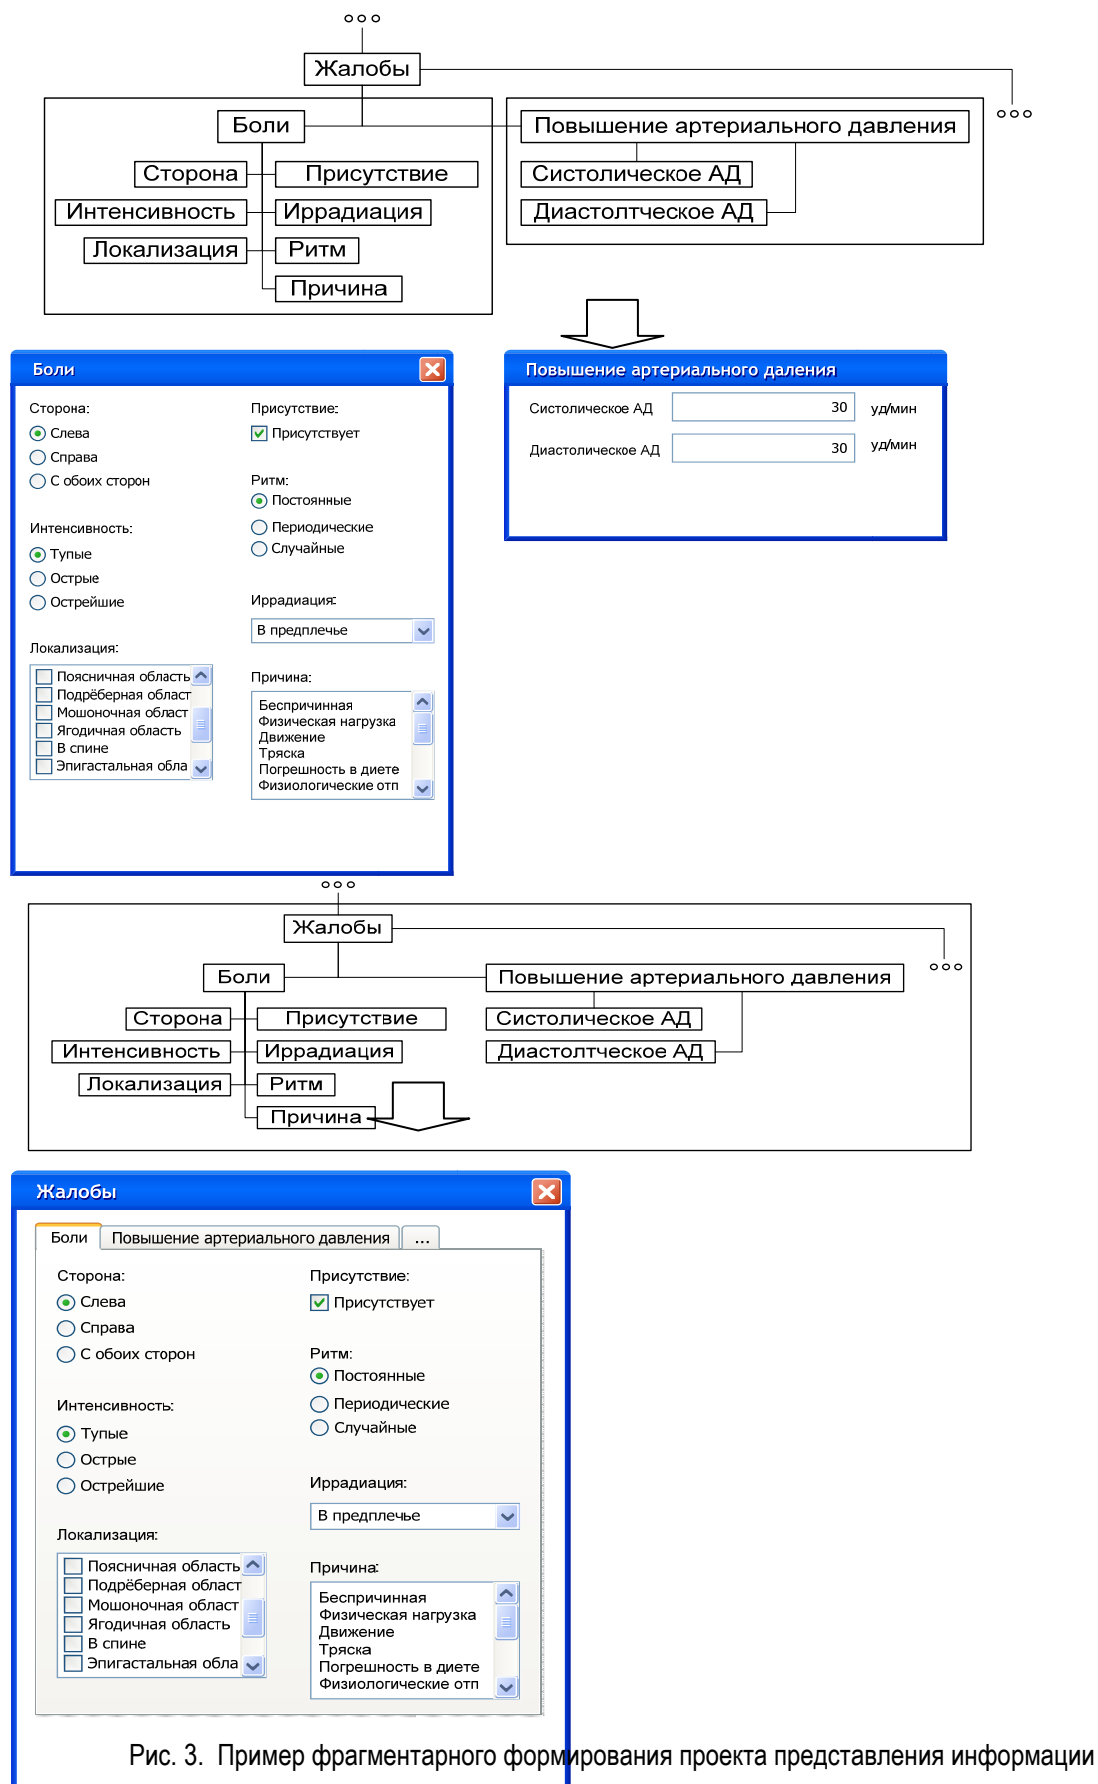 Жалобы
Боли
Повышение артериального давления
Сторона
Присутствие
Систолическое АД
Интенсивность
Иррадиация
Диастолтческое АД
Локализация
Ритм
Причина
Боли
Сторона:
Слева
Справа
С обоих сторон
Интенсивность:
Тупые
Острые
Острейшие
Локализация:
Поясничная область
Подрёберная област
Мошоночная област
Ягодичная область
В спине
Эпигастальная обла
Присутствие:
Присутствует
Ритм:
Постоянные
Периодические
Случайные
Иррадиация:
В предплечье
Причина:
Беспричинная
Физическая нагрузка
Движение
Тряска
Погрешность в диете
Физиологические отп
Повышение артериального даления
Систолическое АД 30 уд/мин
Диастолическое АД 30 уд/мин
Жалобы
Боли
Повышение артериального давления
Сторона
Присутствие
Систолическое АД
Интенсивность
Иррадиация
Диастолтческое АД
Локализация
Ритм
Причина
Жалобы
Боли Повышение артериального давления ...
Сторона:
Слева
Справа
С обоих сторон
Интенсивность:
Тупые
Острые
Острейшие
Локализация:
Поясничная область
Подрёберная област
Мошоночная област
Ягодичная область
В спине
Эпигастальная обла
Присутствие:
Присутствует
Ритм:
Постоянные
Периодические
Случайные
Иррадиация:
В предплечье
Причина:
Беспричинная
Физическая нагрузка
Движение
Тряска
Погрешность в диете
Физиологические отп
Рис. 3. Пример фрагментарного формирования проекта представления информации